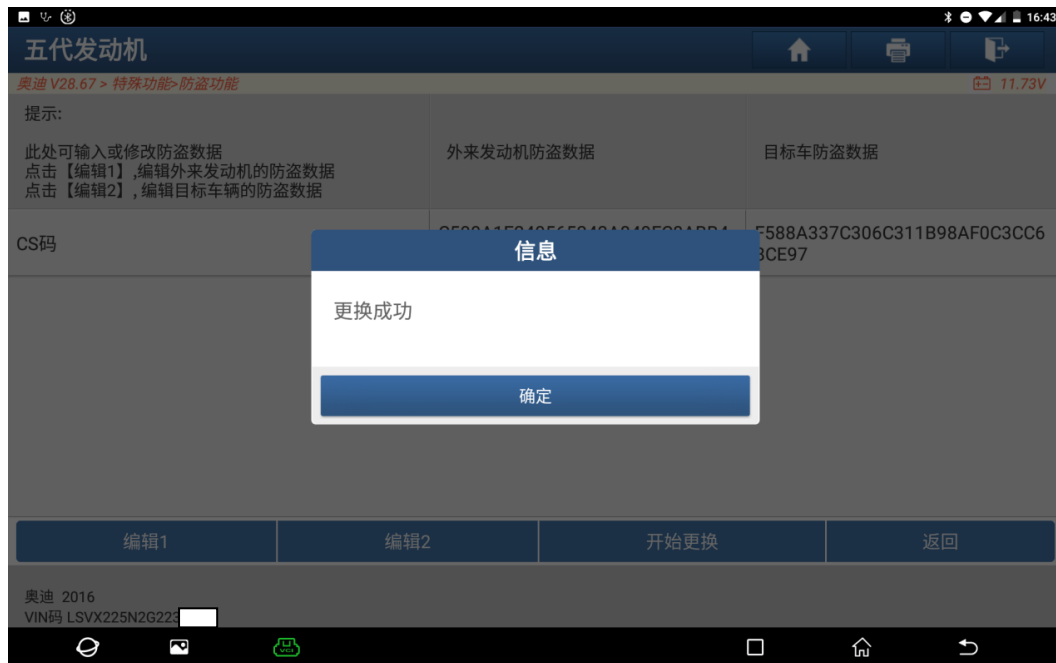 16:43
五代发动机
奥迪 V28.67 > 特殊功能>防盗功能
11.73V
提示:
此处可输入或修改防盗数据
点击【编辑1】,编辑外来发动机的防盗数据
点击【编辑2】, 编辑目标车辆的防盗数据
外来发动机防盗数据
目标车防盗数据
CS码
588A337C306C311B98AF0C3CC6
CE97
信息
更换成功
确定
编辑1
编辑2
开始更换
返回
奥迪 2016
VIN码 LSVX225N2G223
VCI